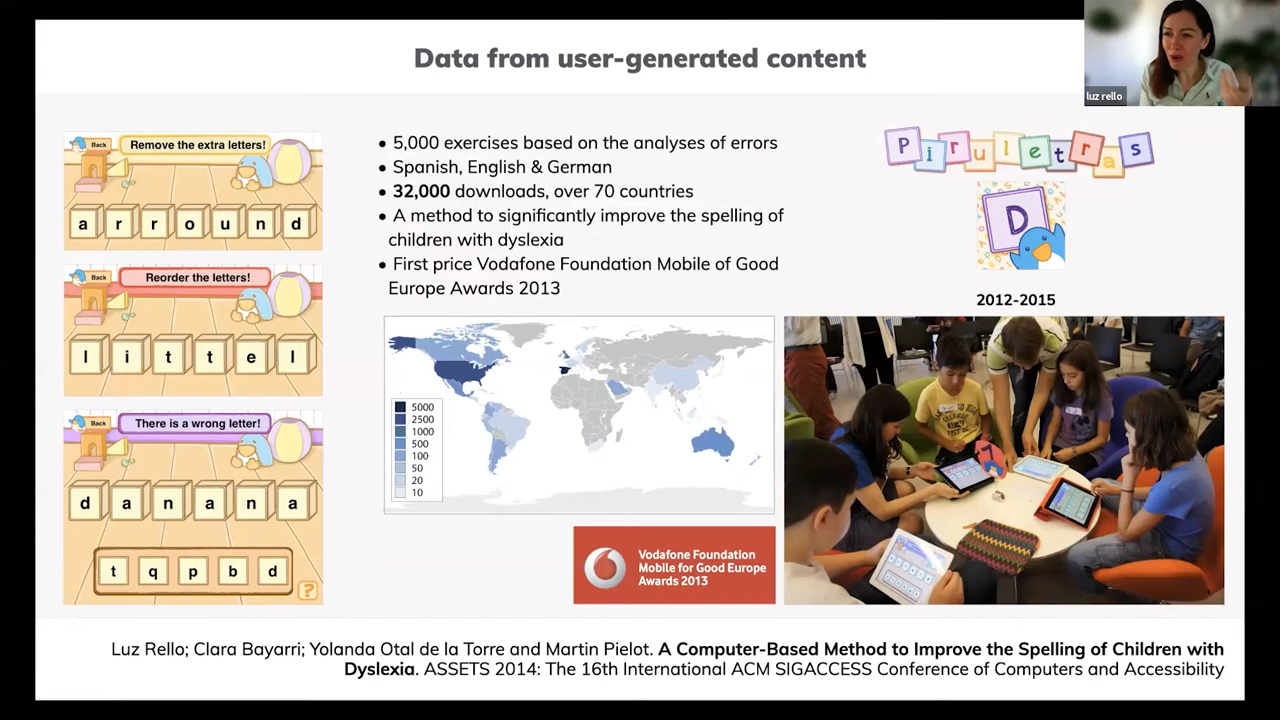 Data from user-generated content
luz rello
Back
Remove the extra letters!
a r r o u n d
Back
Reorder the letters!
l i t t e l
Back
There is a wrong letter!
d a n a n a
t q p b d
?
• 5,000 exercises based on the analyses of errors
• Spanish, English & German
• 32,000 downloads, over 70 countries
• A method to significantly improve the spelling of
children with dyslexia
• First price Vodafone Foundation Mobile of Good
Europe Awards 2013
5000
2500
1000
500
100
50
20
10
Vodafone Foundation
Mobile for Good Europe
Awards 2013
Piruletras
D
2012-2015
Luz Rello; Clara Bayarri; Yolanda Otal de la Torre and Martin Pielot. A Computer-Based Method to Improve the Spelling of Children with
Dyslexia. ASSETS 2014: The 16th International ACM SIGACCESS Conference of Computers and Accessibility